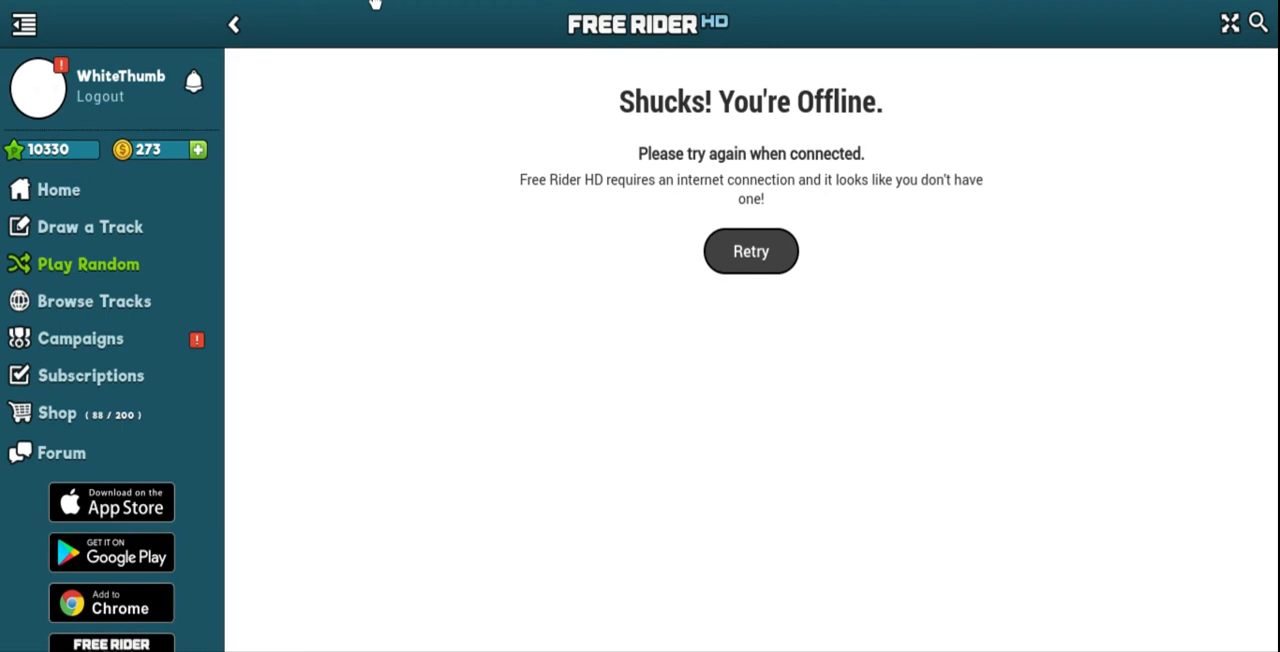 FREE RIDER HD
!
WhiteThumb
Logout
10330
273
Home
Draw a Track
Play Random
Browse Tracks
Campaigns !
Subscriptions
Shop ( 88 / 200 )
Forum
Download on the
App Store
GET IT ON
Google Play
Add to
Chrome
FREE RIDER
Shucks! You're Offline.
Please try again when connected.
Free Rider HD requires an internet connection and it looks like you don't have
one!
Retry